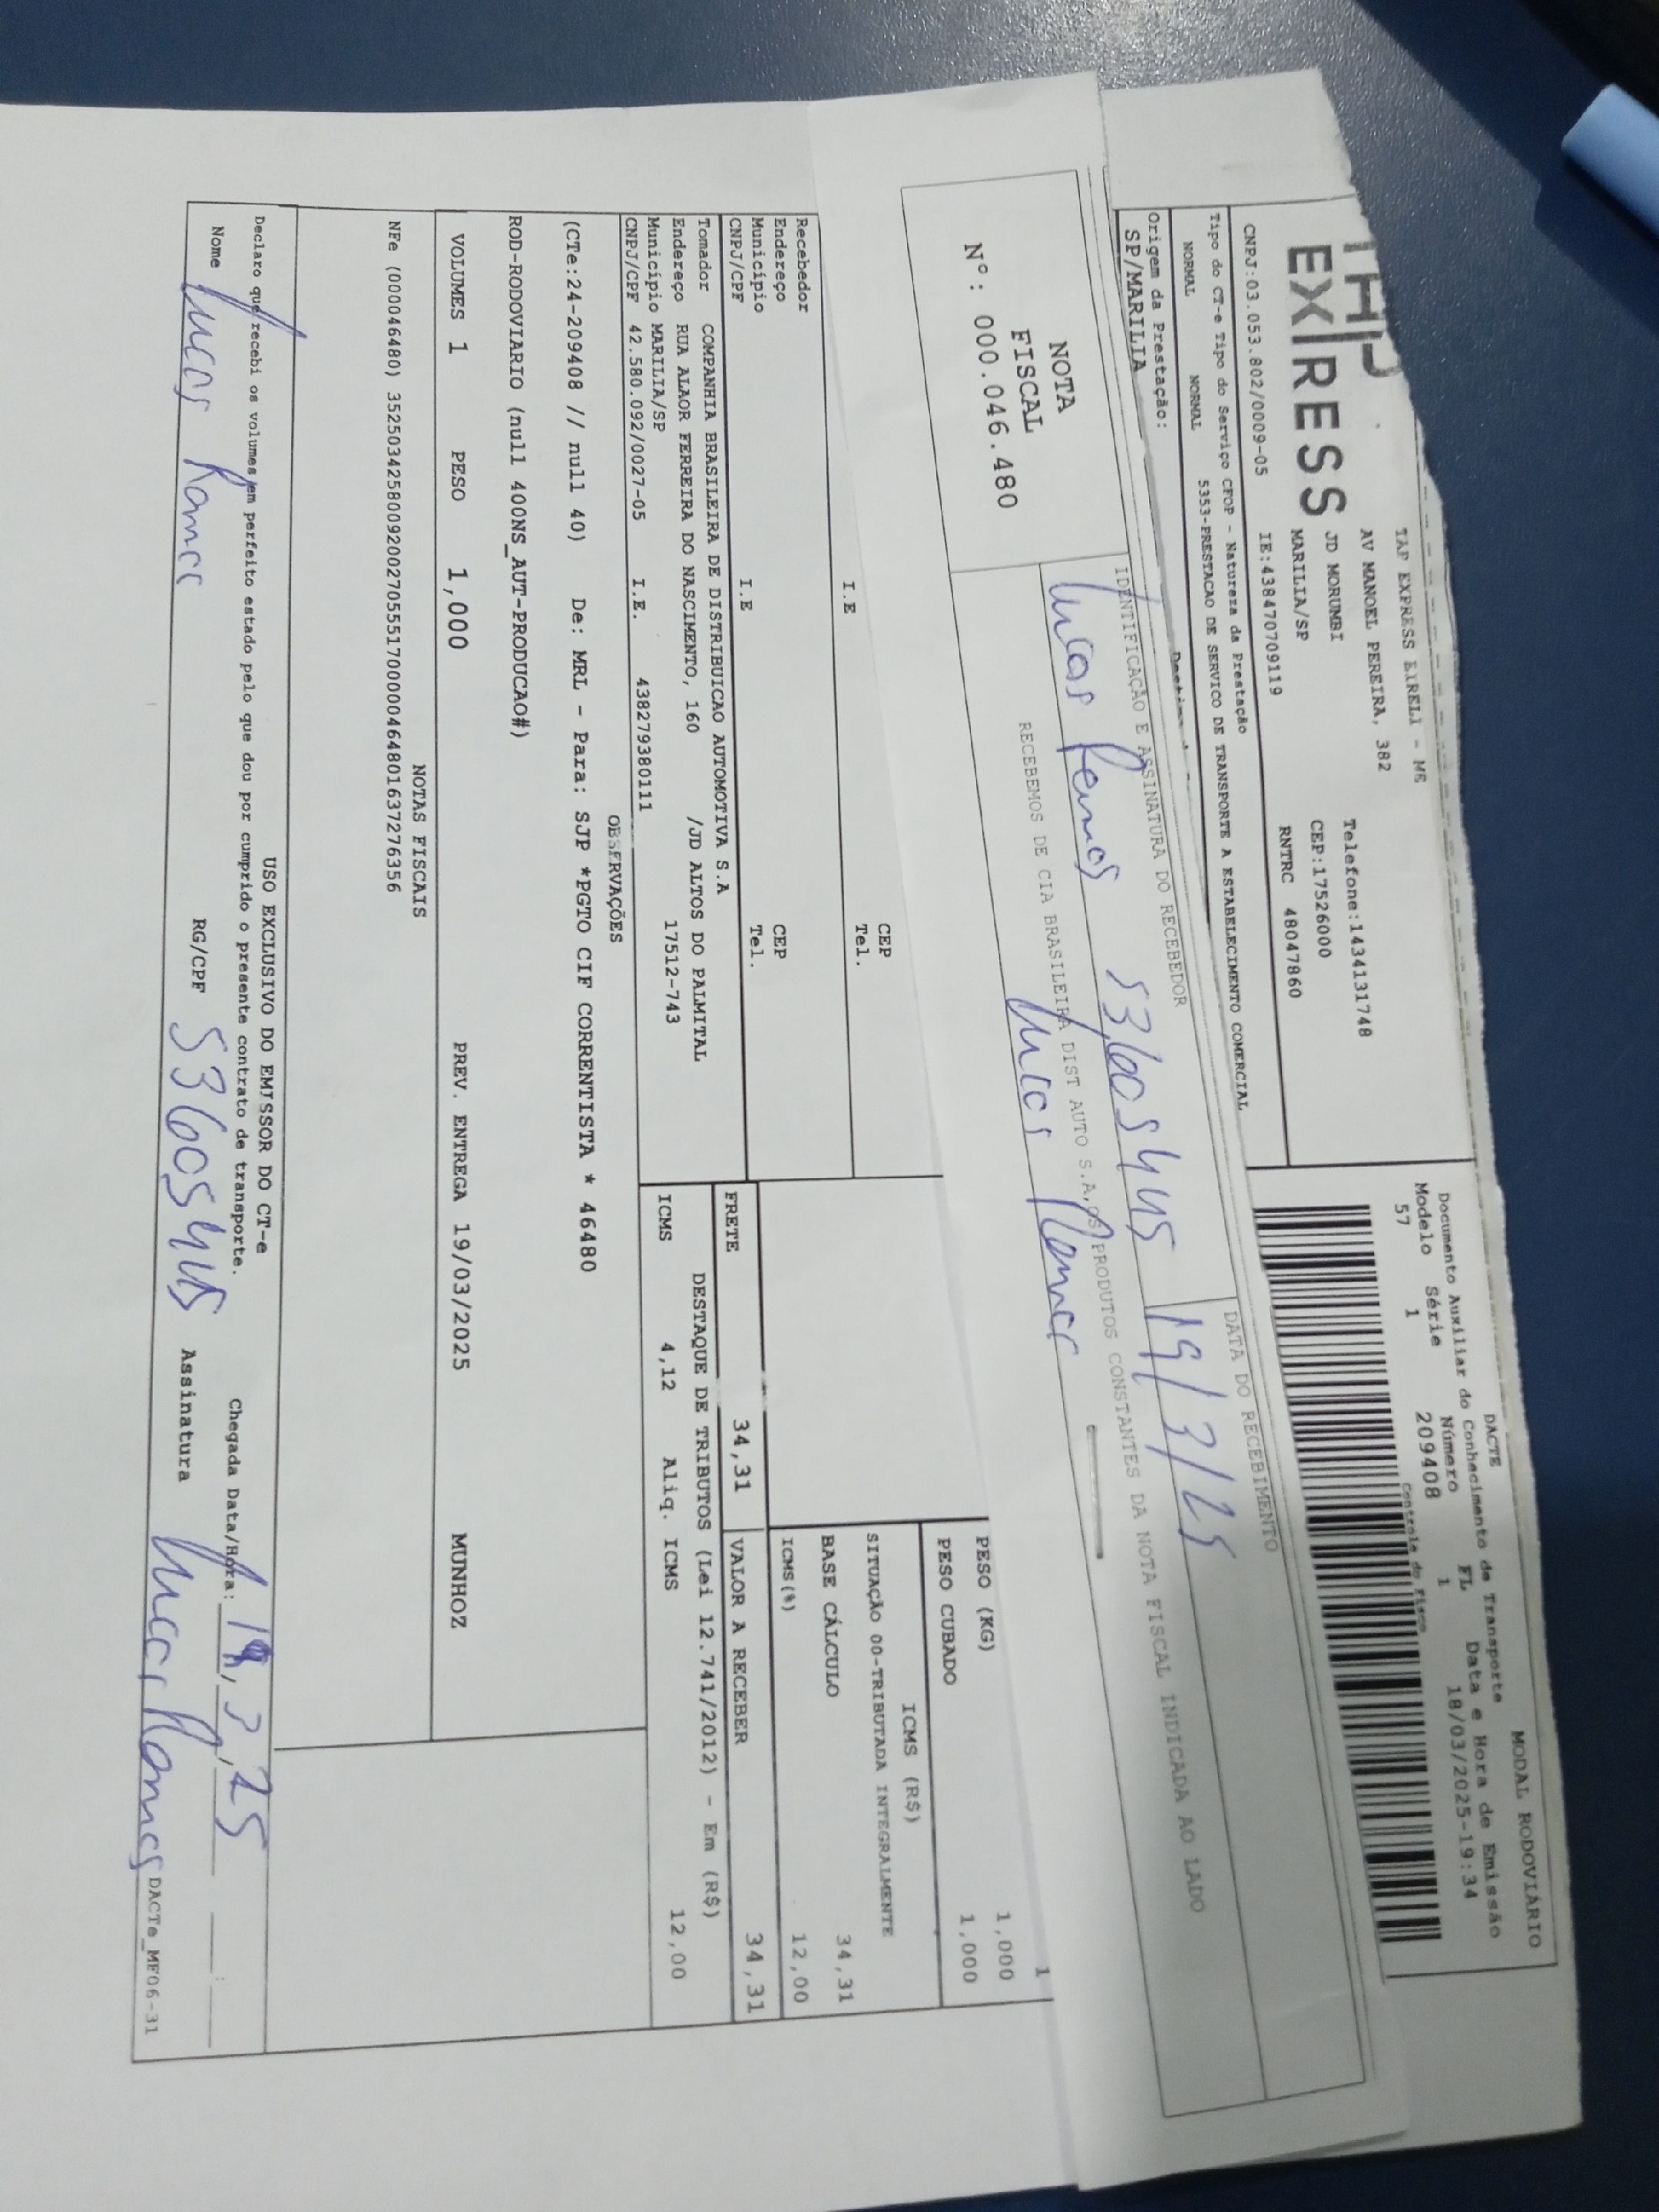 EXPRESS
TAP EXPRESS EIRELI - ME
AV MANOEL PEREIRA, 382
JD MORUMBI
MARILIA/SP
Telefone:1434131748
CEP:17526000
CNPJ:03.053.802/0009-05 IE:438470709119 RNTRC 48047860
MODAL RODOVIÁRIO
DACTE
Documento Auxiliar do Conhecimento de Transporte
Modelo Série Número FL Data e Hora de Emissão
57 1 209408 1 18/03/2025-19:34
Controle do Fisco
Tipo do CT-e Tipo do Serviço CFOP - Natureza da Prestação
NORMAL NORMAL 5353-PRESTACAO DE SERVICO DE TRANSPORTE A ESTABELECIMENTO COMERCIAL
Origem da Prestação:
SP/MARILIA
IDENTIFICAÇÃO E ASSINATURA DO RECEBEDOR
DATA DO RECEBIMENTO
Lucas Ramos 19/3/25
NOTA
FISCAL
Nº: 000.046.480
RECEBEMOS DE CIA BRASILEIRA DIST AUTO S.A, OS PRODUTOS CONSTANTES DA NOTA FISCAL INDICADA AO LADO
Lucas Ramos
1
PESO (KG) 1,000
PESO CUBADO 1,000
I.E CEP
Tel.
ICMS (R$)
SITUAÇÃO 00-TRIBUTADA INTEGRALMENTE
BASE CÁLCULO 34,31
ICMS(%) 12,00
Recebedor
Endereço
Município CEP
CNPJ/CPF I.E Tel.
FRETE 34,31 VALOR A RECEBER 34,31
Tomador COMPANHIA BRASILEIRA DE DISTRIBUICAO AUTOMOTIVA S.A
Endereço RUA ALAOR FERREIRA DO NASCIMENTO, 160 /JD ALTOS DO PALMITAL
Município MARILIA/SP 17512-743
CNPJ/CPF 42.580.092/0027-05 I.E. 438279380111
DESTAQUE DE TRIBUTOS (Lei 12.741/2012) - Em (R$)
ICMS 4,12 Aliq. ICMS 12,00
OBSERVAÇÕES
(CTe:24-209408 // null 40) De: MRL - Para: SJP *PGTO CIF CORRENTISTA * 46480
ROD-RODOVIARIO (null 400NS_AUT-PRODUCAO#)
VOLUMES 1 PESO 1,000 PREV. ENTREGA 19/03/2025 MUNHOZ
NOTAS FISCAIS
NFe (000046480) 35250342580092002705551700000464801637276356
USO EXCLUSIVO DO EMISSOR DO CT-e
Declaro que recebi os volumes em perfeito estado pelo que dou por cumprido o presente contrato de transporte.
Chegada Data/Hora: 19, 3, 25
Nome Lucas Ramos RG/CPF Assinatura Lucas Ramos
DACTe_MF06-31